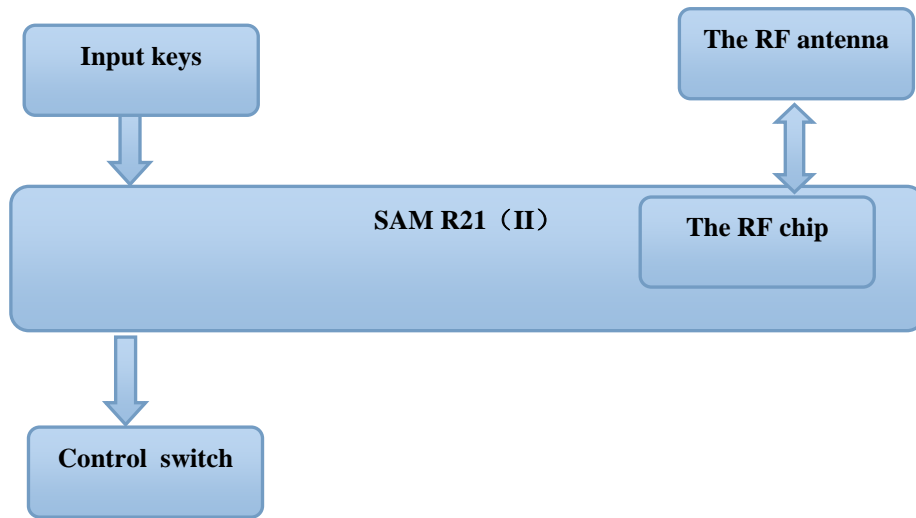 Input keys
The RF antenna
SAM R21（II）
The RF chip
Control  switch